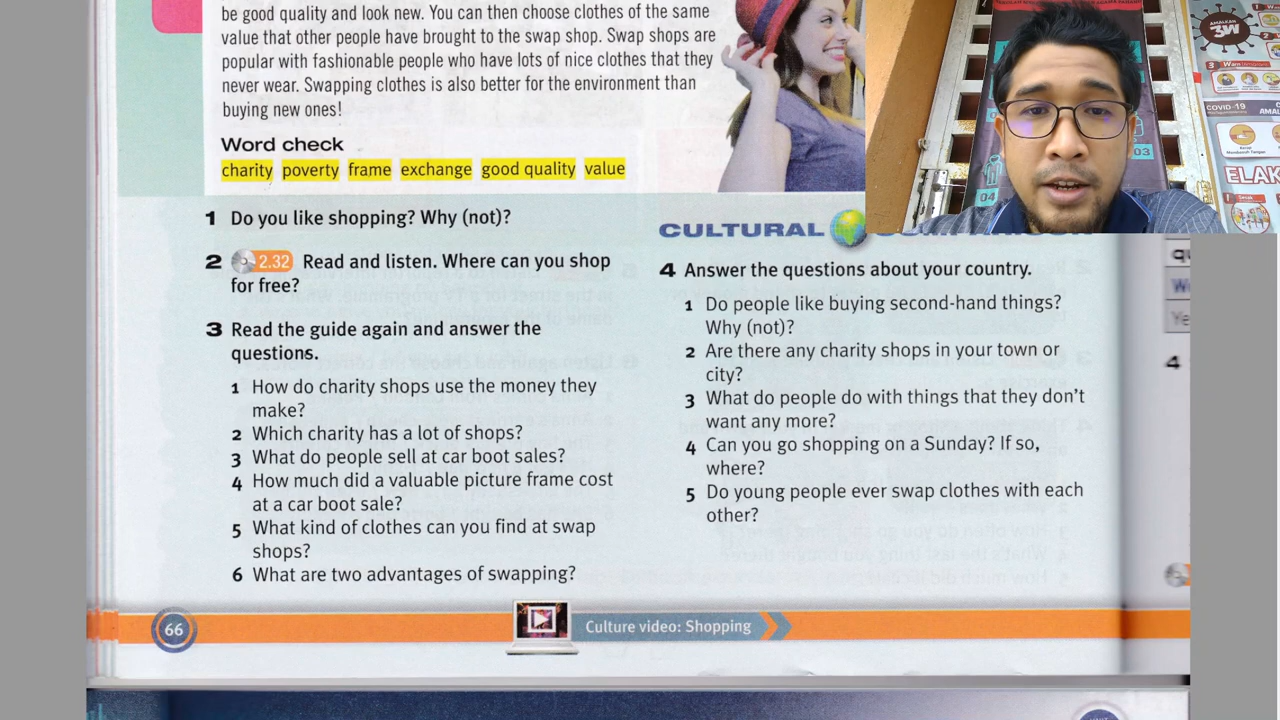 be good quality and look new. You can then choose clothes of the same
value that other people have brought to the swap shop. Swap shops are
popular with fashionable people who have lots of nice clothes that they
never wear. Swapping clothes is also better for the environment than
buying new ones!
Word check
charity poverty frame exchange good quality value
1 Do you like shopping? Why (not)?
2 2.32 Read and listen. Where can you shop
for free?
3 Read the guide again and answer the
questions.
1 How do charity shops use the money they
make?
2 Which charity has a lot of shops?
3 What do people sell at car boot sales?
4 How much did a valuable picture frame cost
at a car boot sale?
5 What kind of clothes can you find at swap
shops?
6 What are two advantages of swapping?
66
Culture video: Shopping
CULTURAL
4 Answer the questions about your country.
1 Do people like buying second-hand things?
Why (not)?
2 Are there any charity shops in your town or
city?
3 What do people do with things that they don't
want any more?
4 Can you go shopping on a Sunday? If so,
where?
5 Do young people ever swap clothes with each
other?
4
AMALKAN
3W
COVID-19
ELAK
03
04